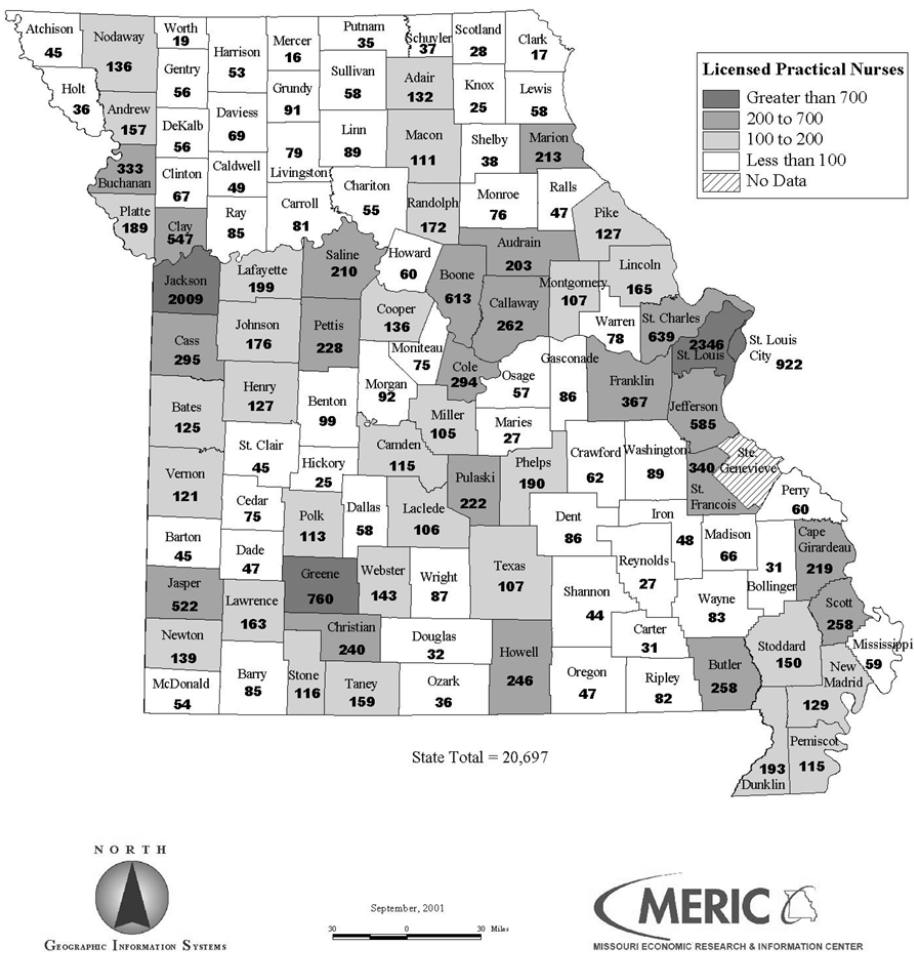 Atchison
45
Nodaway
136
Worth
19
Harrison
53
Mercer
16
Putnam
35
Schuyler
37
Scotland
28
Clark
17
Holt
36
Andrew
157
Gentry
56
DeKalb
56
Daviess
69
Grundy
91
Sullivan
58
Adair
132
Knox
25
Lewis
58
Licensed Practical Nurses
Greater than 700
200 to 700
100 to 200
Less than 100
No Data
333
Buchanan
Clinton
67
Caldwell
49
79
Livingston
Linn
89
Macon
111
Shelby
38
Marion
213
Platte
189
Clay
547
Ray
85
Carroll
81
Chariton
55
Randolph
172
Monroe
76
Ralls
47
Pike
127
Jackson
2009
Lafayette
199
Saline
210
Howard
60
Boone
613
Audrain
203
Callaway
262
Montgomery
107
Lincoln
165
Cass
295
Johnson
176
Pettis
228
Cooper
136
Moniteau
75
Cole
294
Osage
57
Gasconade
86
Warren
78
St. Charles
639
2346
St. Louis
St. Louis
City
922
Bates
125
Henry
127
Benton
99
Morgan
92
Miller
105
Maries
27
Franklin
367
Jefferson
585
Vernon
121
St. Clair
45
Hickory
25
Camden
115
Pulaski
222
Phelps
190
Crawford
62
Washington
89
340
St.
Francois
Ste.
Genevieve
Perry
60
Barton
45
Cedar
75
Polk
113
Dallas
58
Laclede
106
Dent
86
Iron
48
Madison
66
31
Bollinger
Cape
Girardeau
219
Jasper
522
Dade
47
Greene
760
Webster
143
Wright
87
Texas
107
Shannon
44
Reynolds
27
Wayne
83
Scott
258
Newton
139
Lawrence
163
Christian
240
Douglas
32
Howell
246
Carter
31
Butler
258
Stoddard
150
Mississippi
59
McDonald
54
Barry
85
Stone
116
Taney
159
Ozark
36
Oregon
47
Ripley
82
New
Madrid
129
193
Dunklin
Pemiscot
115
State Total = 20,697
NORTH
GEOGRAPHIC INFORMATION SYSTEMS
September, 2001
30 0 30 Miles
MERIC
MISSOURI ECONOMIC RESEARCH & INFORMATION CENTER